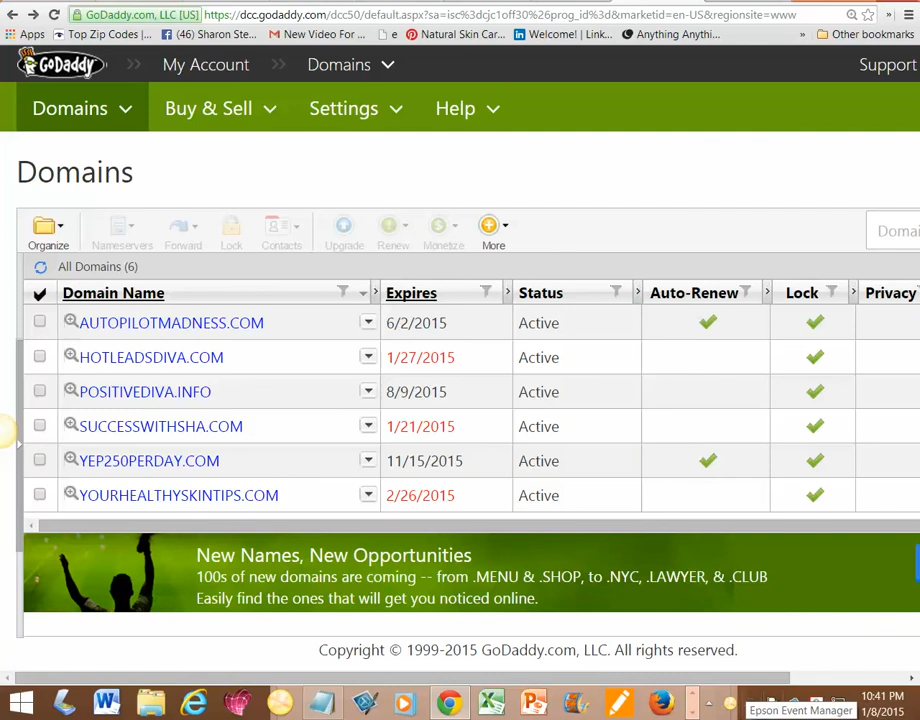 GoDaddy.com, LLC [US] https://dcc.godaddy.com/dcc50/default.aspx?sa=isc%3djc1off30%26prog_id%3d&marketid=en-US&regionsite=www
Apps Top Zip Codes |... (46) Sharon Ste... New Video For ... e Natural Skin Car... Welcome! | Link... Anything Anythi... » Other bookmarks
GoDaddy My Account Domains Support
Domains Buy & Sell Settings Help
Domains
Organize Nameservers Forward Lock Contacts Upgrade Renew Monetize More Domai
All Domains (6)
Domain Name Expires Status Auto-Renew Lock Privacy
AUTOPILOTMADNESS.COM 6/2/2015 Active
HOTLEADSDIVA.COM 1/27/2015 Active
POSITIVEDIVA.INFO 8/9/2015 Active
SUCCESSWITHSHA.COM 1/21/2015 Active
YEP250PERDAY.COM 11/15/2015 Active
YOURHEALTHYSKINTIPS.COM 2/26/2015 Active
New Names, New Opportunities
100s of new domains are coming -- from .MENU & .SHOP, to .NYC, .LAWYER, & .CLUB
Easily find the ones that will get you noticed online.
Copyright © 1999-2015 GoDaddy.com, LLC. All rights reserved.
10:41 PM
Epson Event Manager
1/8/2015